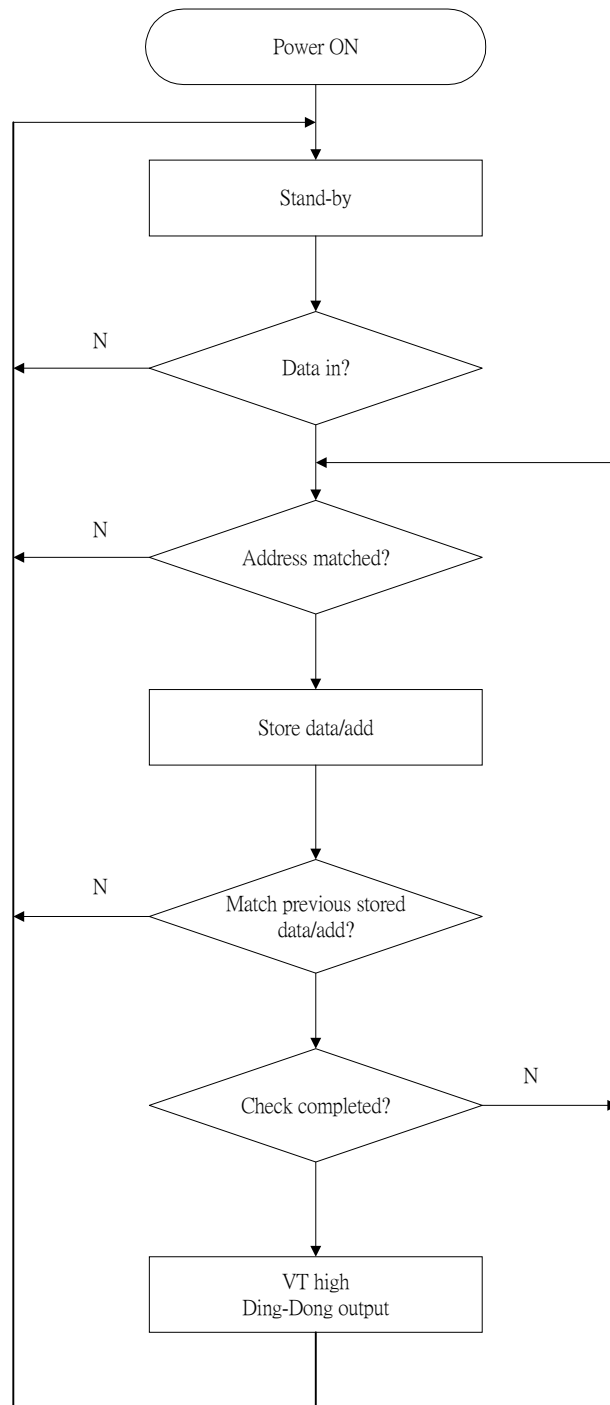 Power ON
Stand-by
N
Data in?
N
Address matched?
Store data/add
N
Match previous stored
data/add?
N
Check completed?
VT high
Ding-Dong output